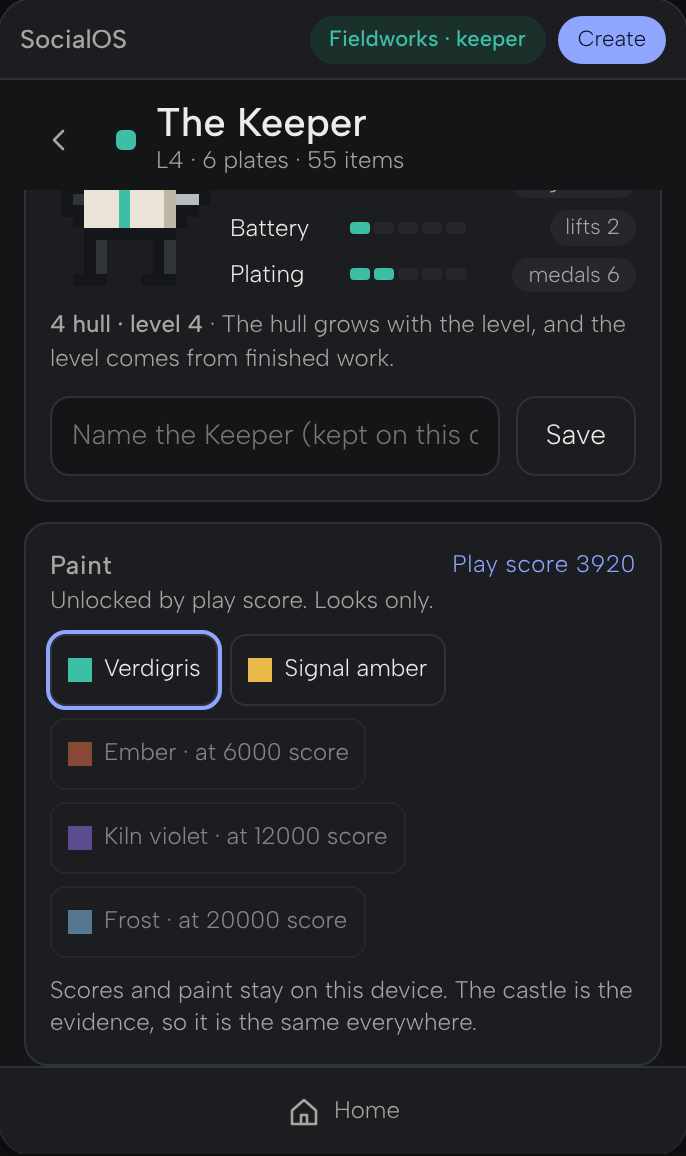 SocialOS
Fieldworks · keeper
Create
The Keeper
L4 · 6 plates · 55 items
Battery
lifts 2
Plating
medals 6
4 hull · level 4 · The hull grows with the level, and the
level comes from finished work.
Name the Keeper (kept on this
Save
Paint
Play score 3920
Unlocked by play score. Looks only.
Verdigris
Signal amber
Ember · at 6000 score
Kiln violet · at 12000 score
Frost · at 20000 score
Scores and paint stay on this device. The castle is the
evidence, so it is the same everywhere.
Home